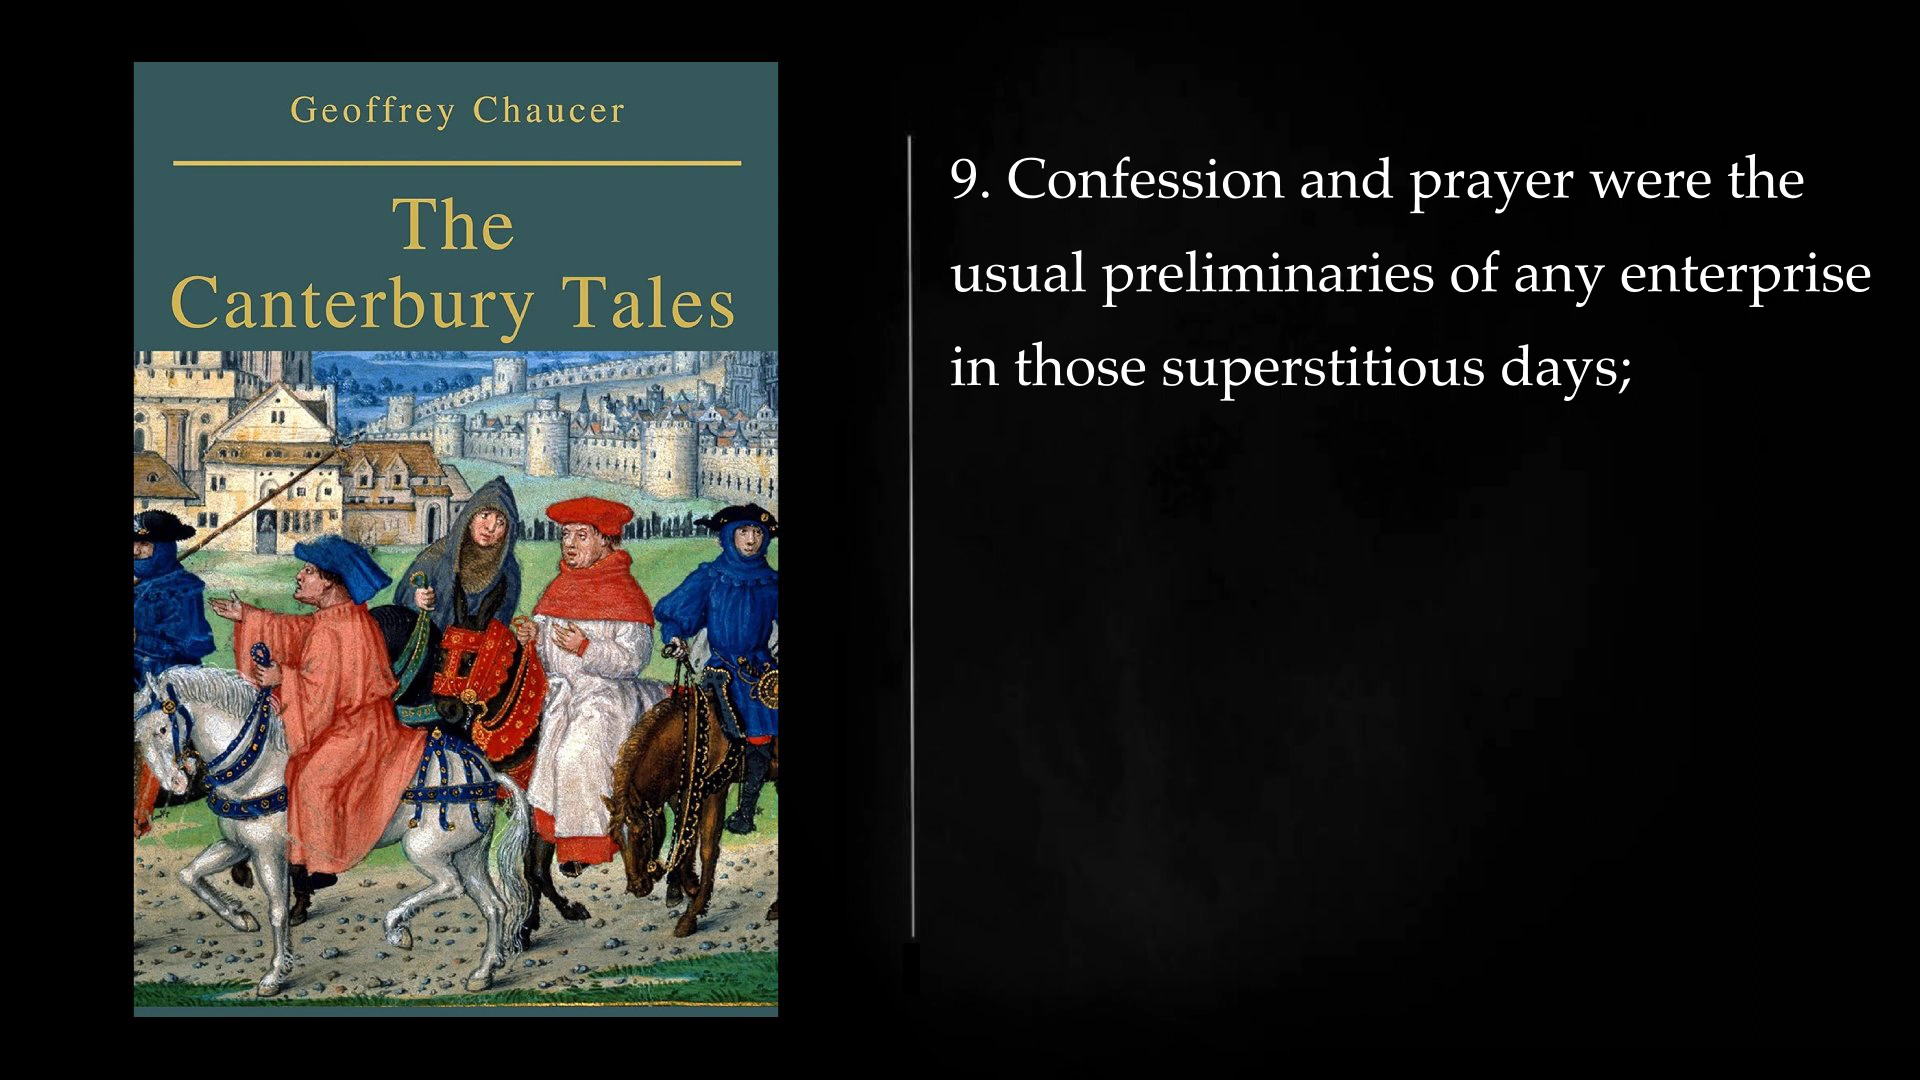 Geoffrey Chaucer
The
Canterbury Tales
9. Confession and prayer were the
usual preliminaries of any enterprise
in those superstitious days;